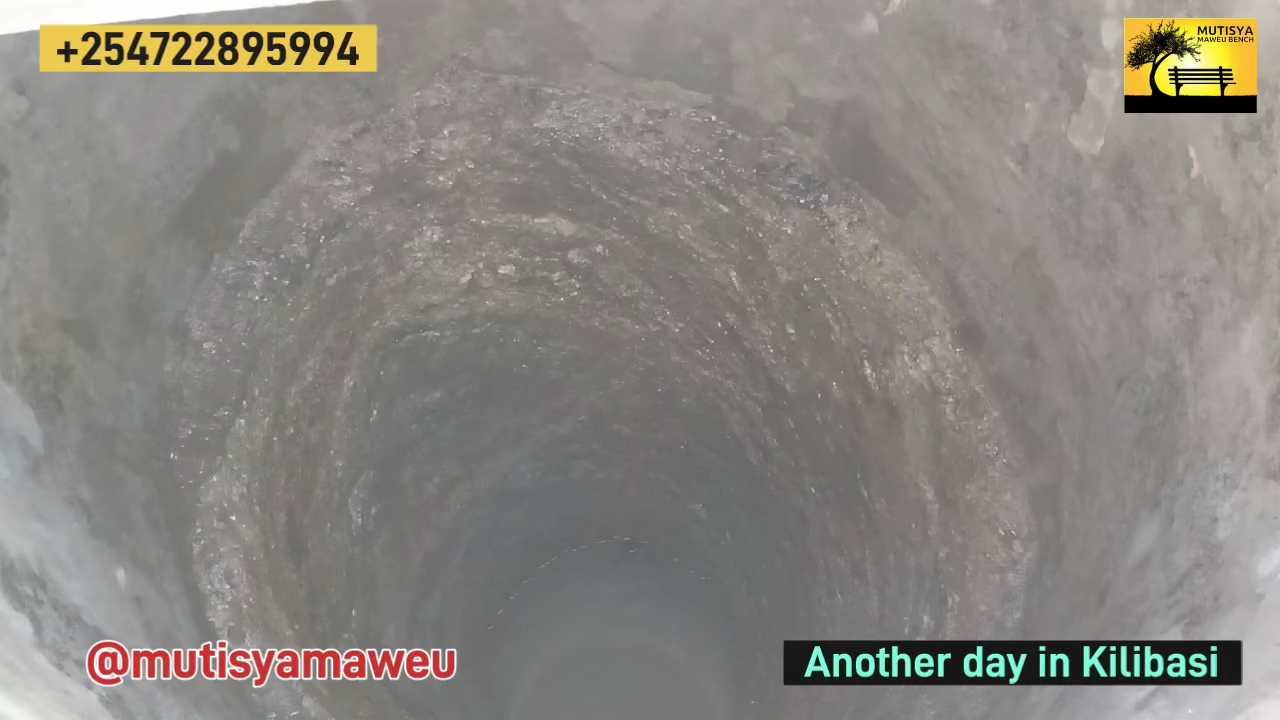 +254722895994
MUTISYA
MAWEU BENCH
@mutisyamaweu
Another day in Kilibasi